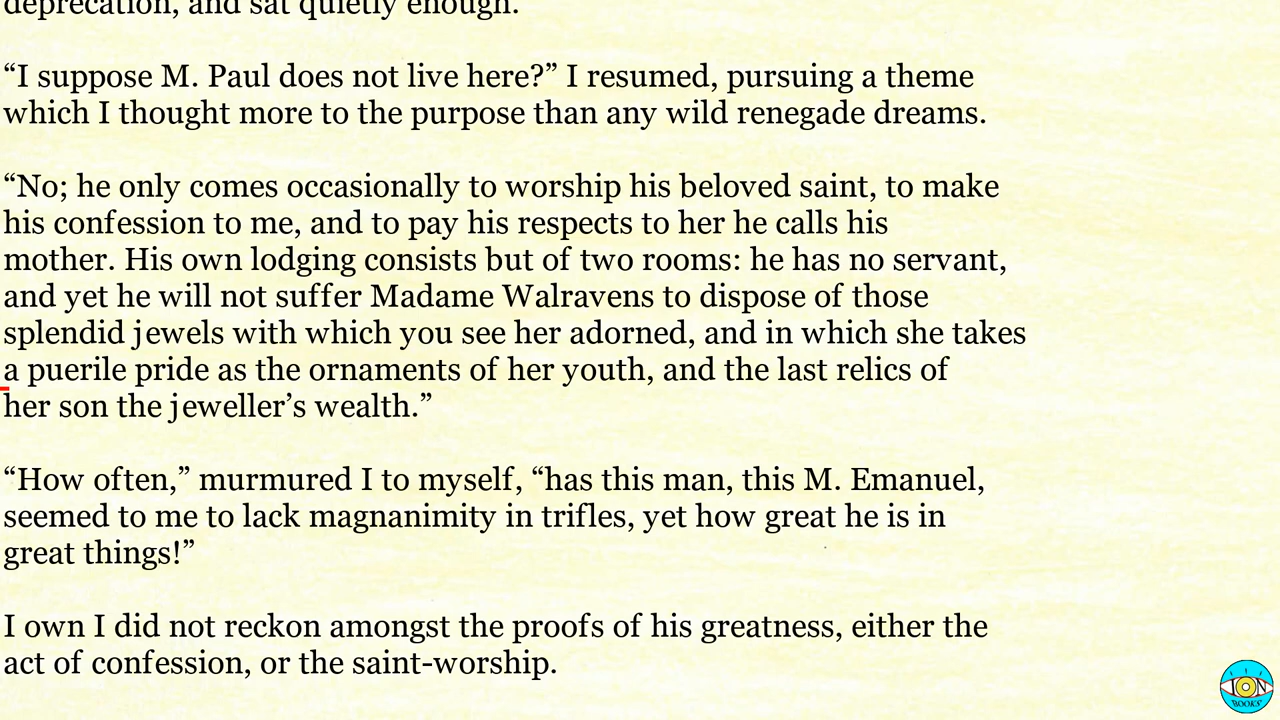 deprecation, and sat quietly enough.
“I suppose M. Paul does not live here?” I resumed, pursuing a theme
which I thought more to the purpose than any wild renegade dreams.
“No; he only comes occasionally to worship his beloved saint, to make
his confession to me, and to pay his respects to her he calls his
mother. His own lodging consists but of two rooms: he has no servant,
and yet he will not suffer Madame Walravens to dispose of those
splendid jewels with which you see her adorned, and in which she takes
a puerile pride as the ornaments of her youth, and the last relics of
her son the jeweller’s wealth.”
“How often,” murmured I to myself, “has this man, this M. Emanuel,
seemed to me to lack magnanimity in trifles, yet how great he is in
great things!”
I own I did not reckon amongst the proofs of his greatness, either the
act of confession, or the saint-worship.
ION
BOOKS